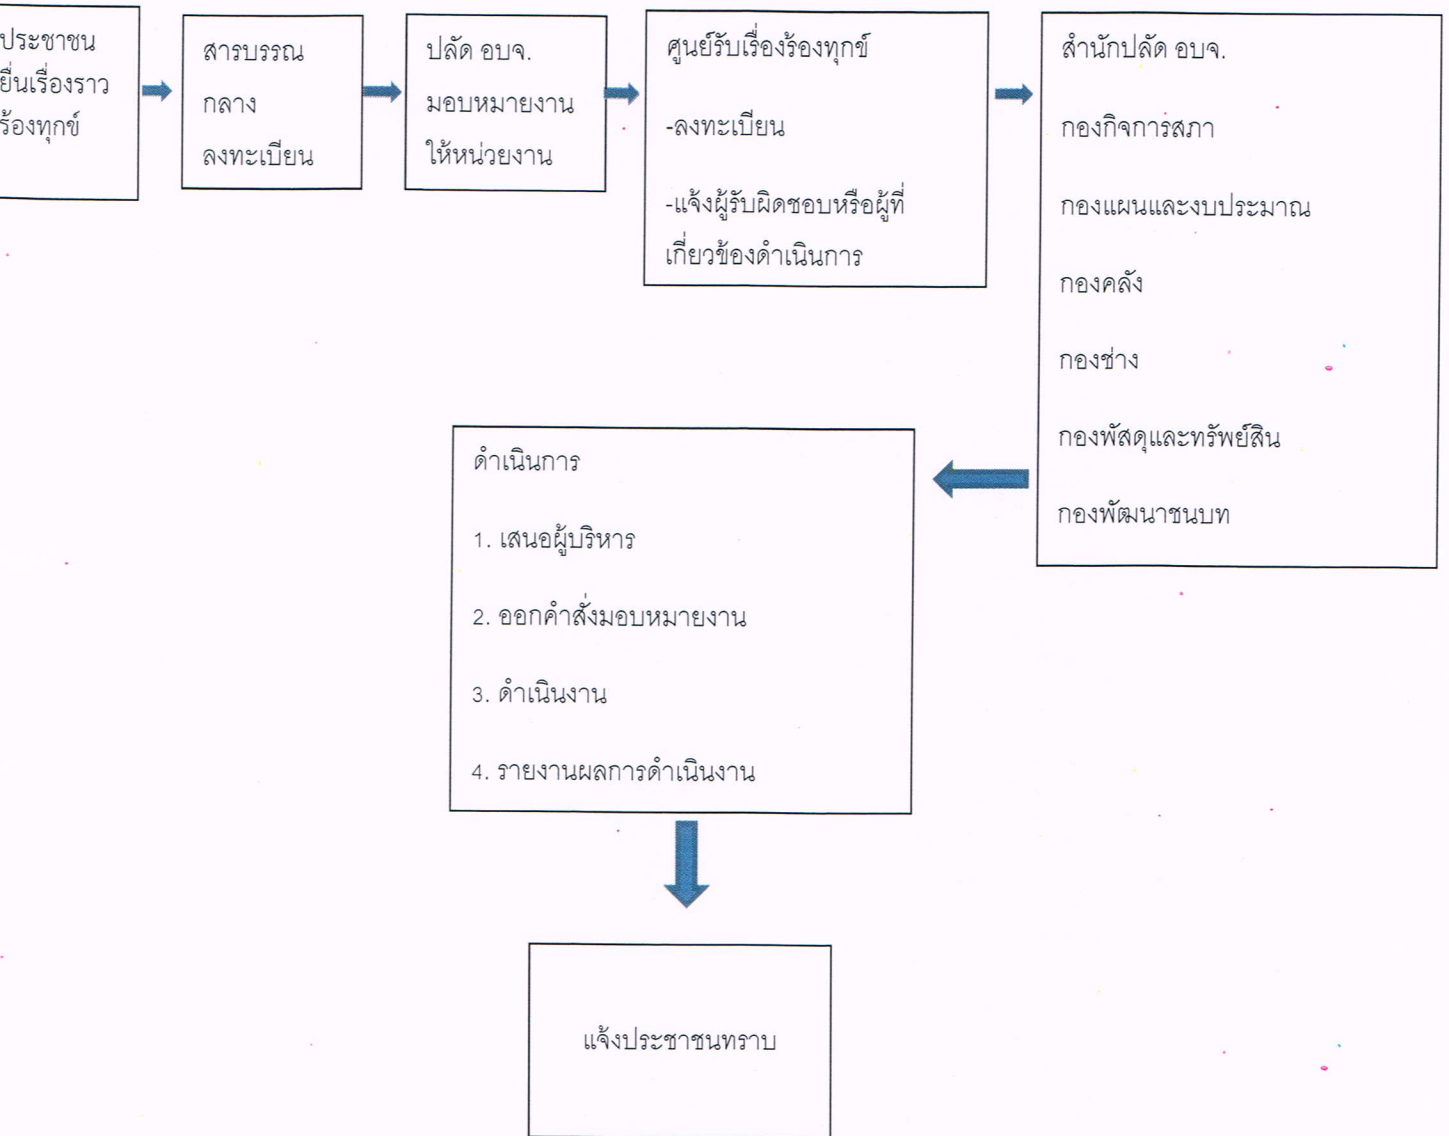 ประชาชน
ยื่นเรื่องราว
ร้องทุกข์
สารบรรณ
กลาง
ลงทะเบียน
ปลัด อบจ.
มอบหมายงาน
ให้หน่วยงาน
ศูนย์รับเรื่องร้องทุกข์
-ลงทะเบียน
-แจ้งผู้รับผิดชอบหรือผู้ที่
เกี่ยวข้องดำเนินการ
สำนักปลัด อบจ.
กองกิจการสภา
กองแผนและงบประมาณ
กองคลัง
กองช่าง
กองพัสดุและทรัพย์สิน
กองพัฒนาชนบท
ดำเนินการ
1. เสนอผู้บริหาร
2. ออกคำสั่งมอบหมายงาน
3. ดำเนินงาน
4. รายงานผลการดำเนินงาน
แจ้งประชาชนทราบ